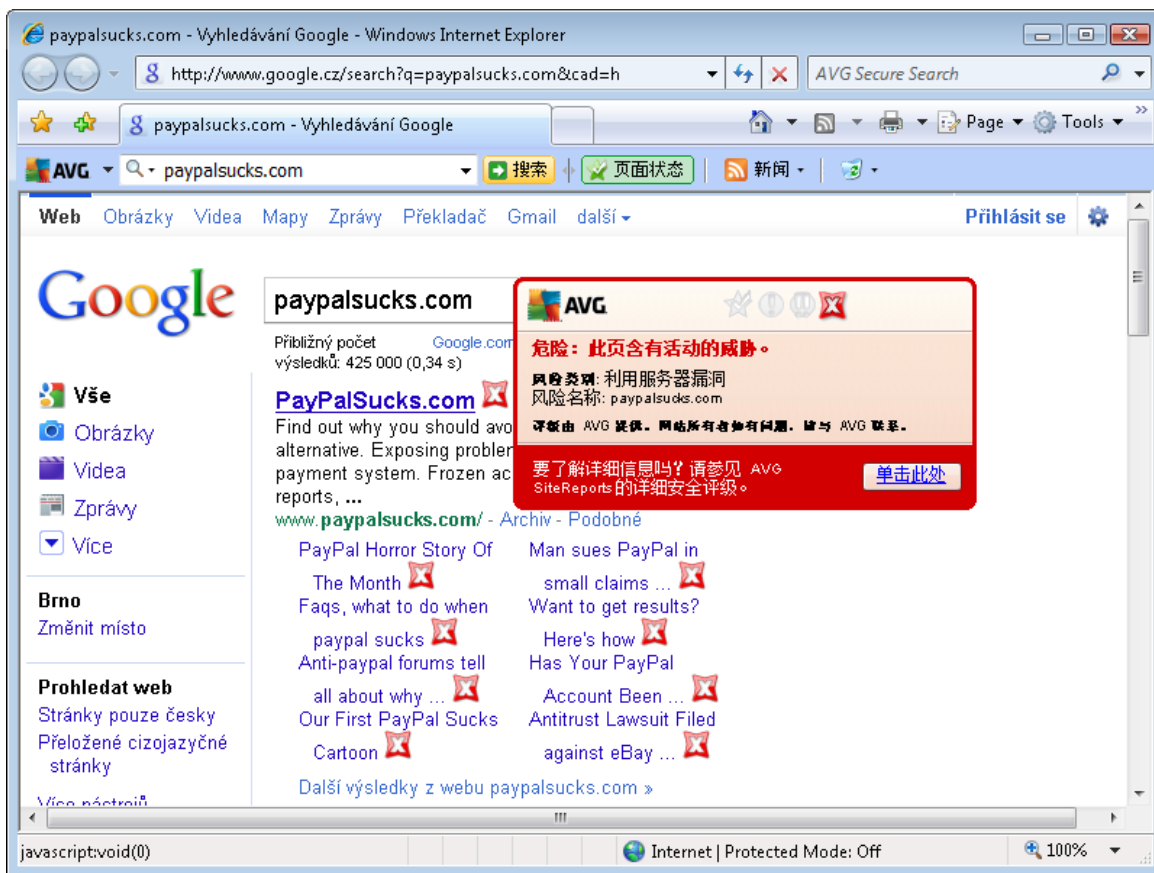 paypalsucks.com - Vyhledávání Google - Windows Internet Explorer
http://www.google.cz/search?q=paypalsucks.com&cad=h
AVG Secure Search
paypalsucks.com - Vyhledávání Google
Page
Tools
AVG
paypalsucks.com
搜索
页面状态
新闻
Web Obrázky Videa Mapy Zprávy Překladač Gmail další
Přihlásit se
Google
paypalsucks.com
Přibližný počet
výsledků: 425 000 (0,34 s)
Google.com
AVG
危险：此页含有活动的威胁。
风险类别: 利用服务器漏洞
风险名称: paypalsucks.com
评级由 AVG 提供。网站所有者如有问题，请与 AVG 联系。
要了解详细信息吗？请参见 AVG
SiteReports 的详细安全评级。
单击此处
Vše
Obrázky
Videa
Zprávy
Více
Brno
Změnit místo
Prohledat web
Stránky pouze česky
Přeložené cizojazyčné
stránky
Více nástrojů
PayPalSucks.com
Find out why you should avo
alternative. Exposing probler
payment system. Frozen ac
reports, ...
www.paypalsucks.com/ - Archiv - Podobné
PayPal Horror Story Of
The Month
Faqs, what to do when
paypal sucks
Anti-paypal forums tell
all about why ...
Our First PayPal Sucks
Cartoon
Man sues PayPal in
small claims ...
Want to get results?
Here's how
Has Your PayPal
Account Been ...
Antitrust Lawsuit Filed
against eBay ...
Další výsledky z webu paypalsucks.com »
javascript:void(0)
Internet | Protected Mode: Off
100%